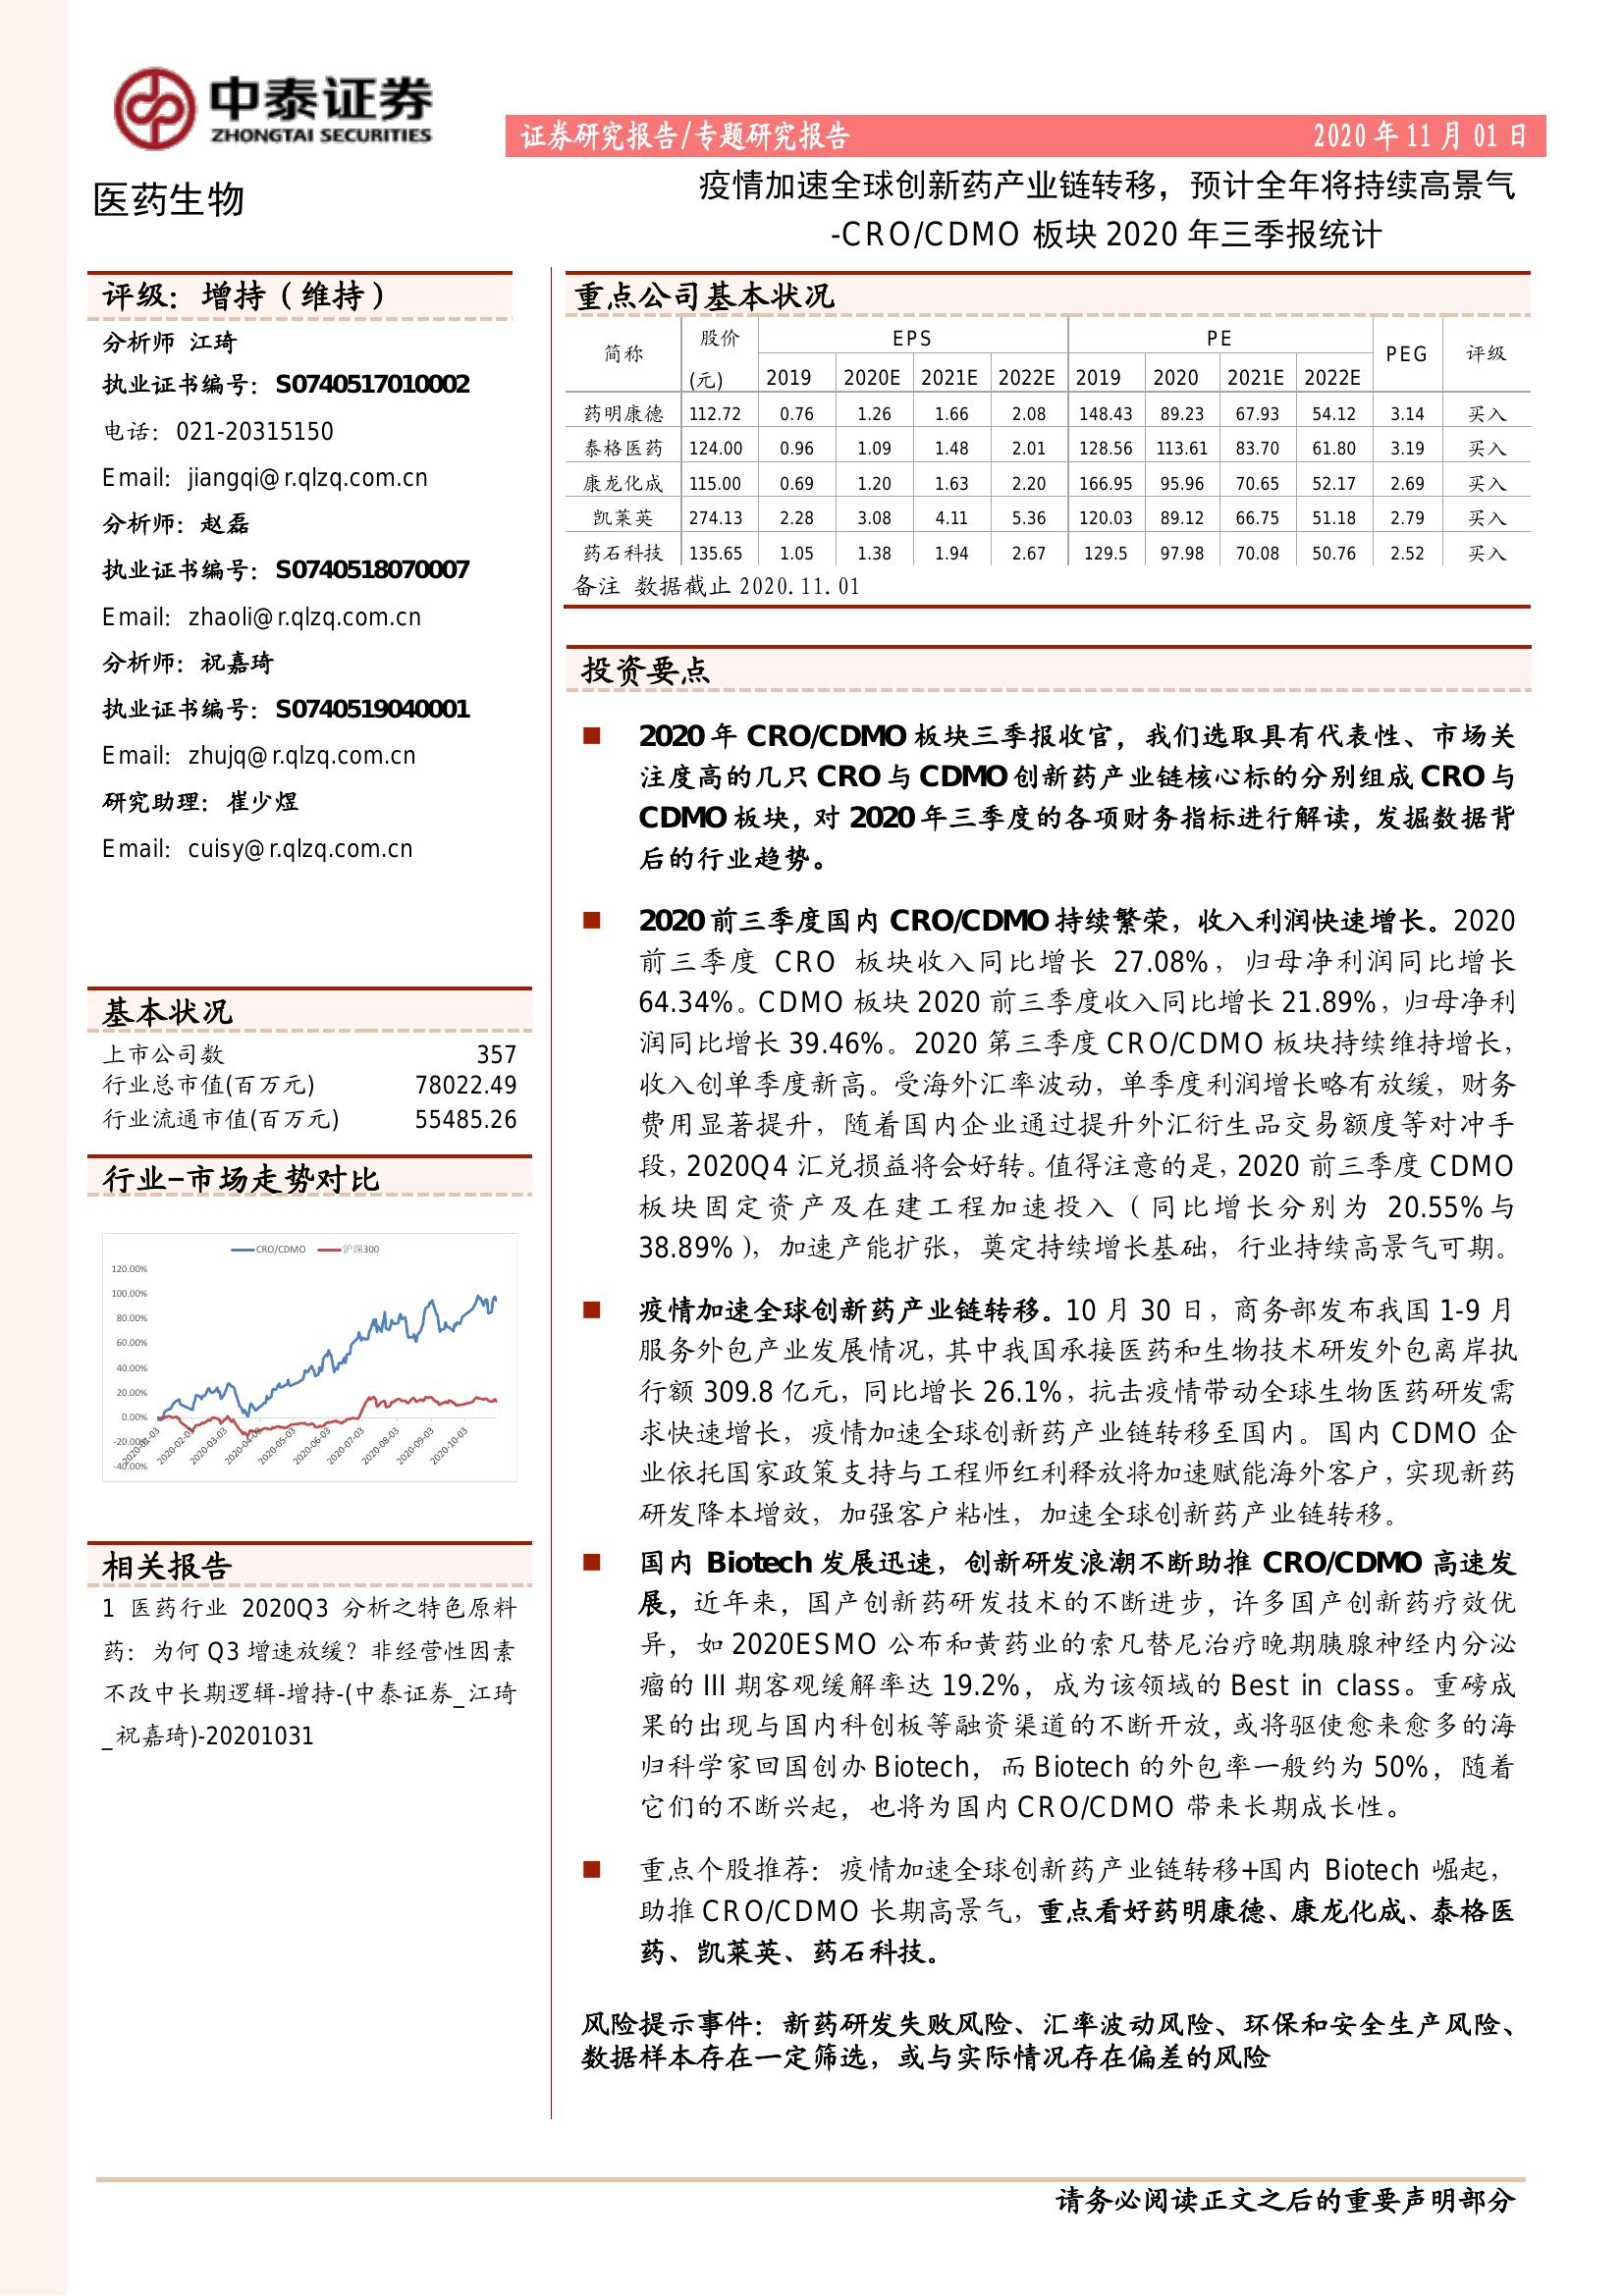 中泰证券
ZHONGTAI SECURITIES
证券研究报告/专题研究报告 2020 年 11 月 01 日
医药生物
疫情加速全球创新药产业链转移，预计全年将持续高景气
-CRO/CDMO 板块 2020 年三季报统计
评级：增持（维持）
分析师 江琦
执业证书编号：S0740517010002
电话：021-20315150
Email：jiangqi@r.qlzq.com.cn
分析师：赵磊
执业证书编号：S0740518070007
Email：zhaoli@r.qlzq.com.cn
分析师：祝嘉琦
执业证书编号：S0740519040001
Email：zhujq@r.qlzq.com.cn
研究助理：崔少煜
Email：cuisy@r.qlzq.com.cn
基本状况
上市公司数 357
行业总市值(百万元) 78022.49
行业流通市值(百万元) 55485.26
行业-市场走势对比
CRO/CDMO 沪深300
120.00%
100.00%
80.00%
60.00%
40.00%
20.00%
0.00%
-20.00%
-40.00%
2020-01-03 2020-02-03 2020-03-03 2020-04-03 2020-05-03 2020-06-03 2020-07-03 2020-08-03 2020-09-03 2020-10-03
相关报告
1 医药行业 2020Q3 分析之特色原料
药：为何 Q3 增速放缓？非经营性因素
不改中长期逻辑-增持-(中泰证券_江琦
_祝嘉琦)-20201031
重点公司基本状况
简称 股价 (元) EPS PE PEG 评级
2019 2020E 2021E 2022E 2019 2020 2021E 2022E
药明康德 112.72 0.76 1.26 1.66 2.08 148.43 89.23 67.93 54.12 3.14 买入
泰格医药 124.00 0.96 1.09 1.48 2.01 128.56 113.61 83.70 61.80 3.19 买入
康龙化成 115.00 0.69 1.20 1.63 2.20 166.95 95.96 70.65 52.17 2.69 买入
凯莱英 274.13 2.28 3.08 4.11 5.36 120.03 89.12 66.75 51.18 2.79 买入
药石科技 135.65 1.05 1.38 1.94 2.67 129.5 97.98 70.08 50.76 2.52 买入
备注 数据截止 2020.11.01
投资要点
■ 2020 年 CRO/CDMO 板块三季报收官，我们选取具有代表性、市场关
注度高的几只 CRO 与 CDMO 创新药产业链核心标的分别组成 CRO 与
CDMO 板块，对 2020 年三季度的各项财务指标进行解读，发掘数据背
后的行业趋势。
■ 2020 前三季度国内 CRO/CDMO 持续繁荣，收入利润快速增长。2020
前三季度 CRO 板块收入同比增长 27.08%，归母净利润同比增长
64.34%。CDMO 板块 2020 前三季度收入同比增长 21.89%，归母净利
润同比增长 39.46%。2020 第三季度 CRO/CDMO 板块持续维持增长，
收入创单季度新高。受海外汇率波动，单季度利润增长略有放缓，财务
费用显著提升，随着国内企业通过提升外汇衍生品交易额度等对冲手
段，2020Q4 汇兑损益将会好转。值得注意的是，2020 前三季度 CDMO
板块固定资产及在建工程加速投入（同比增长分别为 20.55%与
38.89%），加速产能扩张，奠定持续增长基础，行业持续高景气可期。
■ 疫情加速全球创新药产业链转移。10 月 30 日，商务部发布我国 1-9 月
服务外包产业发展情况，其中我国承接医药和生物技术研发外包离岸执
行额 309.8 亿元，同比增长 26.1%，抗击疫情带动全球生物医药研发需
求快速增长，疫情加速全球创新药产业链转移至国内。国内 CDMO 企
业依托国家政策支持与工程师红利释放将加速赋能海外客户，实现新药
研发降本增效，加强客户粘性，加速全球创新药产业链转移。
■ 国内 Biotech 发展迅速，创新研发浪潮不断助推 CRO/CDMO 高速发
展，近年来，国产创新药研发技术的不断进步，许多国产创新药疗效优
异，如 2020ESMO 公布和黄药业的索凡替尼治疗晚期胰腺神经内分泌
瘤的 III 期客观缓解率达 19.2%，成为该领域的 Best in class。重磅成
果的出现与国内科创板等融资渠道的不断开放，或将驱使愈来愈多的海
归科学家回国创办 Biotech，而 Biotech 的外包率一般约为 50%，随着
它们的不断兴起，也将为国内 CRO/CDMO 带来长期成长性。
■ 重点个股推荐：疫情加速全球创新药产业链转移+国内 Biotech 崛起，
助推 CRO/CDMO 长期高景气，重点看好药明康德、康龙化成、泰格医
药、凯莱英、药石科技。
风险提示事件：新药研发失败风险、汇率波动风险、环保和安全生产风险、
数据样本存在一定筛选，或与实际情况存在偏差的风险
请务必阅读正文之后的重要声明部分